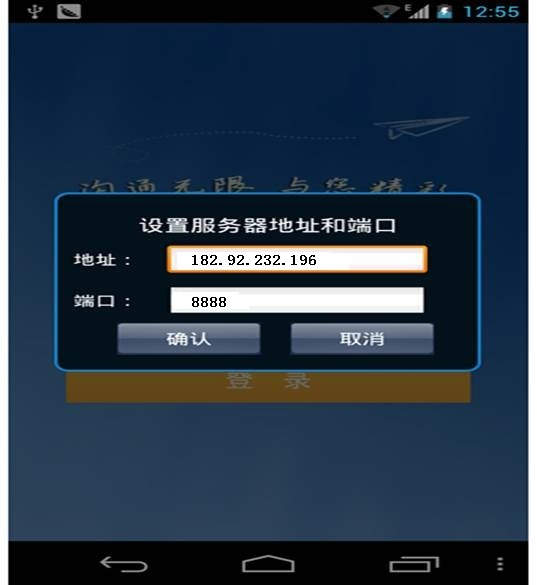 E 12:55
沟通无限 与您精彩
设置服务器地址和端口
地址： 182.92.232.196
端口： 8888
确认 取消
登 录